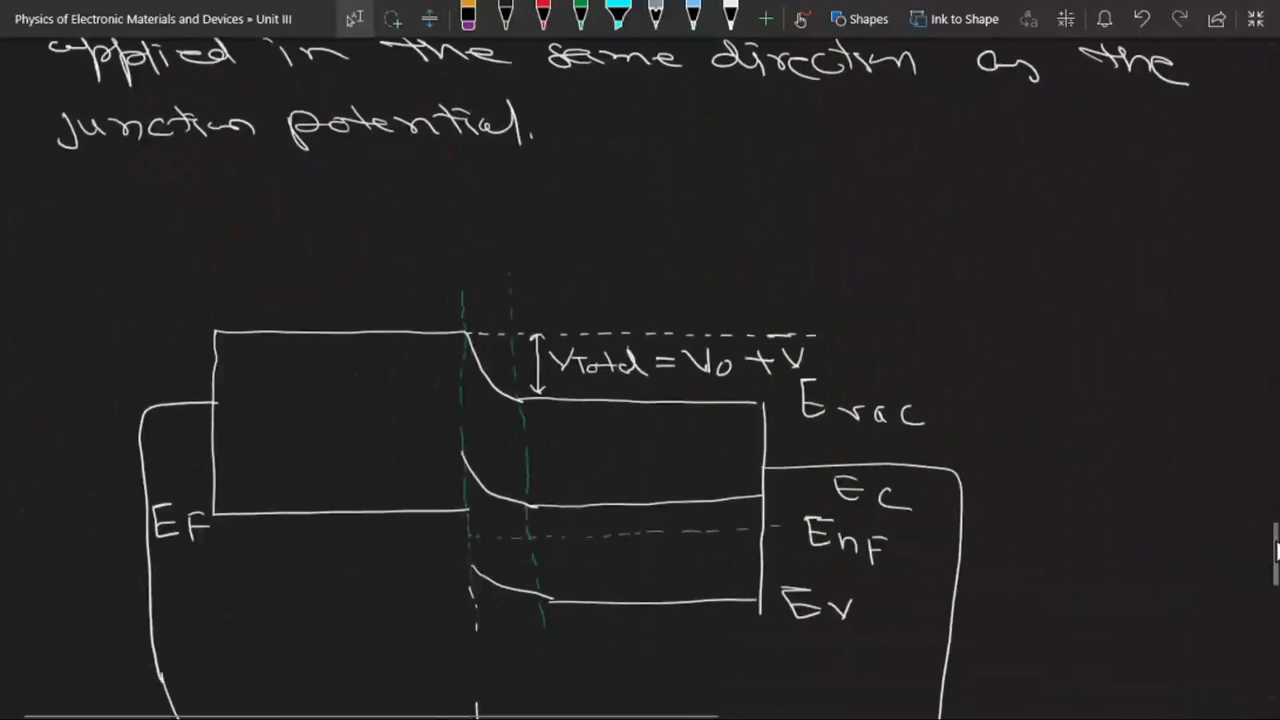 Physics of Electronic Materials and Devices » Unit III
Shapes
Ink to Shape
applied in the same direction as the
junction potential.
VTotal = V0 + V
Evac
EC
EF
EnF
Ev